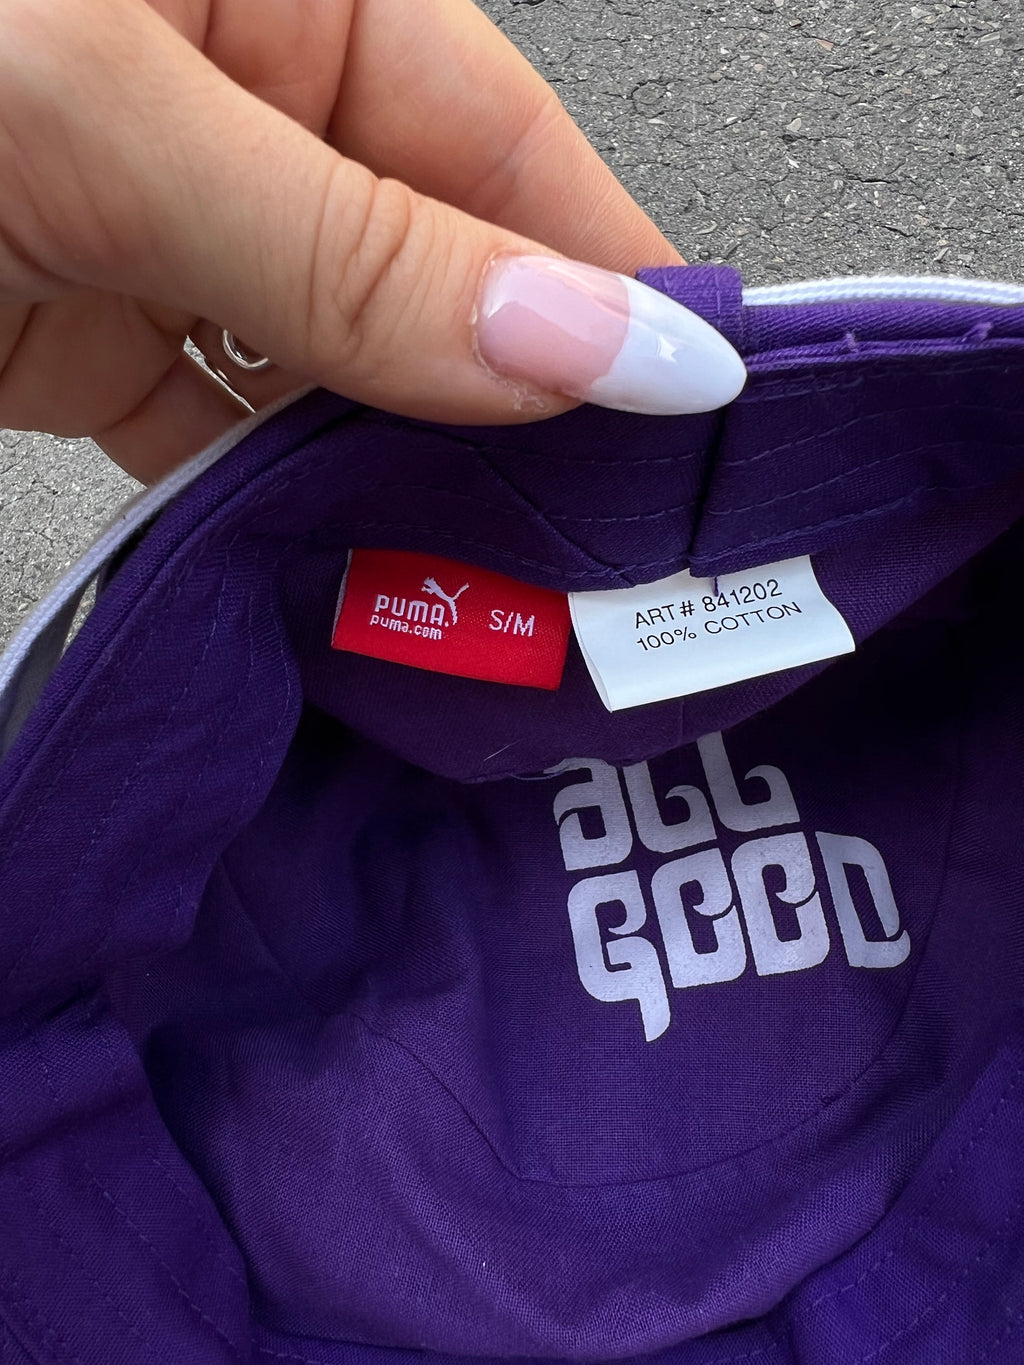 PUMA.
puma.com
S/M
ART # 841202
100% COTTON
aLL
GOOD